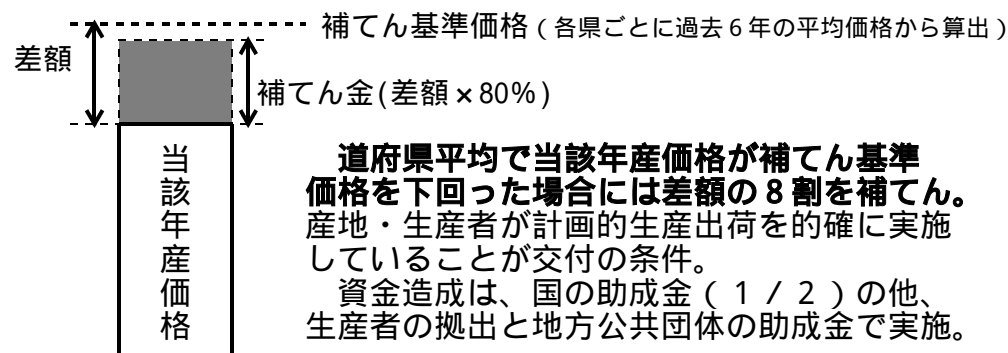 補てん基準価格(各県ごとに過去6年の平均価格から算出)
差額
補てん金(差額×80%)
当該年産価格
道府県平均で当該年産価格が補てん基準
価格を下回った場合には差額の8割を補てん。
産地・生産者が計画的生産出荷を的確に実施
していることが交付の条件。
資金造成は、国の助成金(1/2)の他、
生産者の拠出と地方公共団体の助成金で実施。